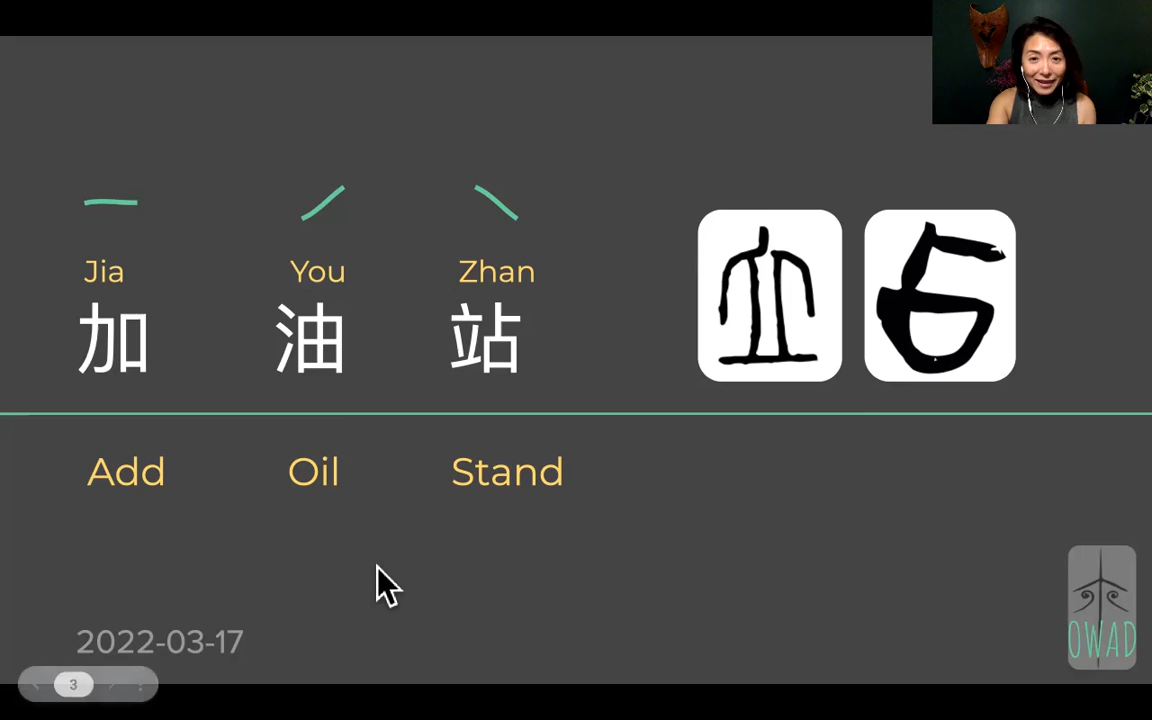 Jia You Zhan
加 油 站
Add Oil Stand
2022-03-17
3
OWAD